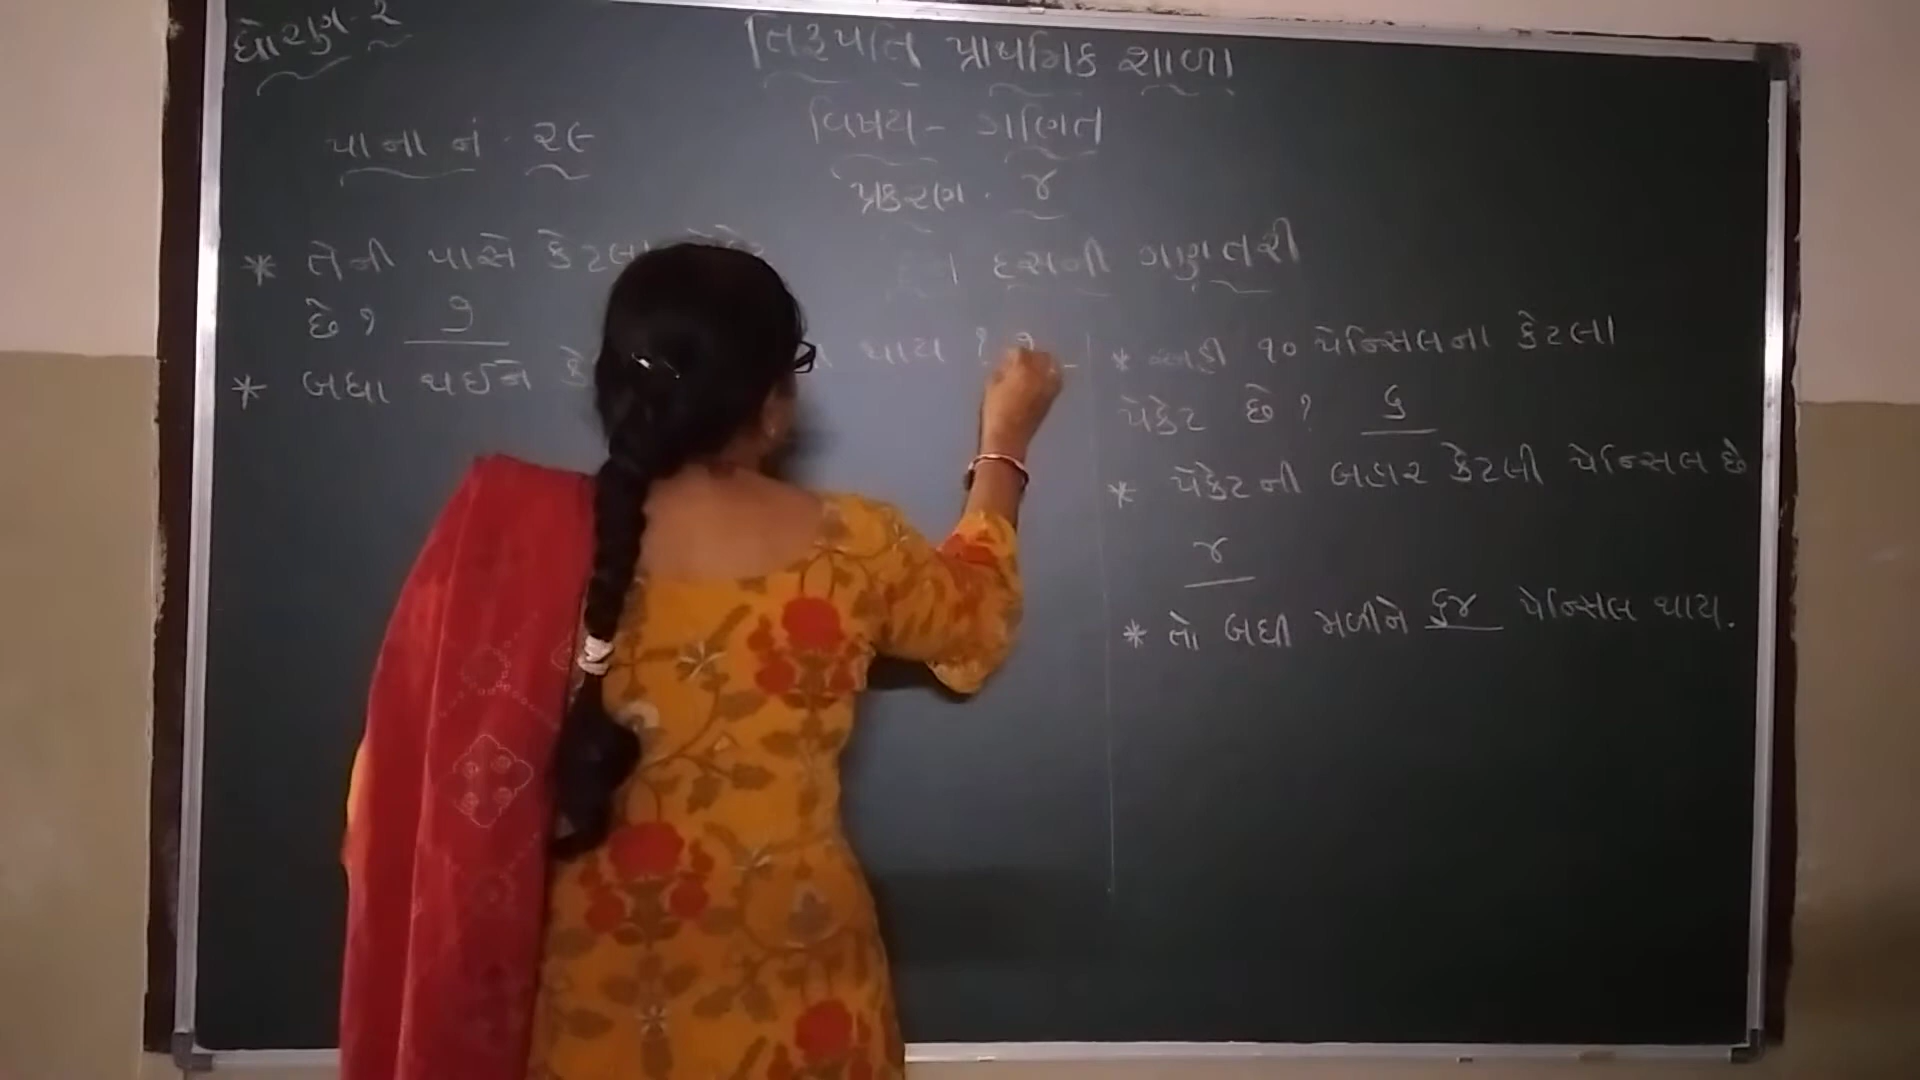 ધોરણ-૨
તિરૂપતિ પ્રાથમિક શાળા
વિષય- ગણિત
પાના નં. ૨૯
પ્રકરણ. ૪
દસની ગણતરી
* તેની પાસે કેટલા
છે? ૭
* બધા થઈને
થાય ?
* અહી ૧૦ પેન્સિલના કેટલા
પેકેટ છે? ૬
* પેકેટની બહાર કેટલી પેન્સિલ છે
૪
* તો બધી મળીને ૬૪ પેન્સિલ થાય.